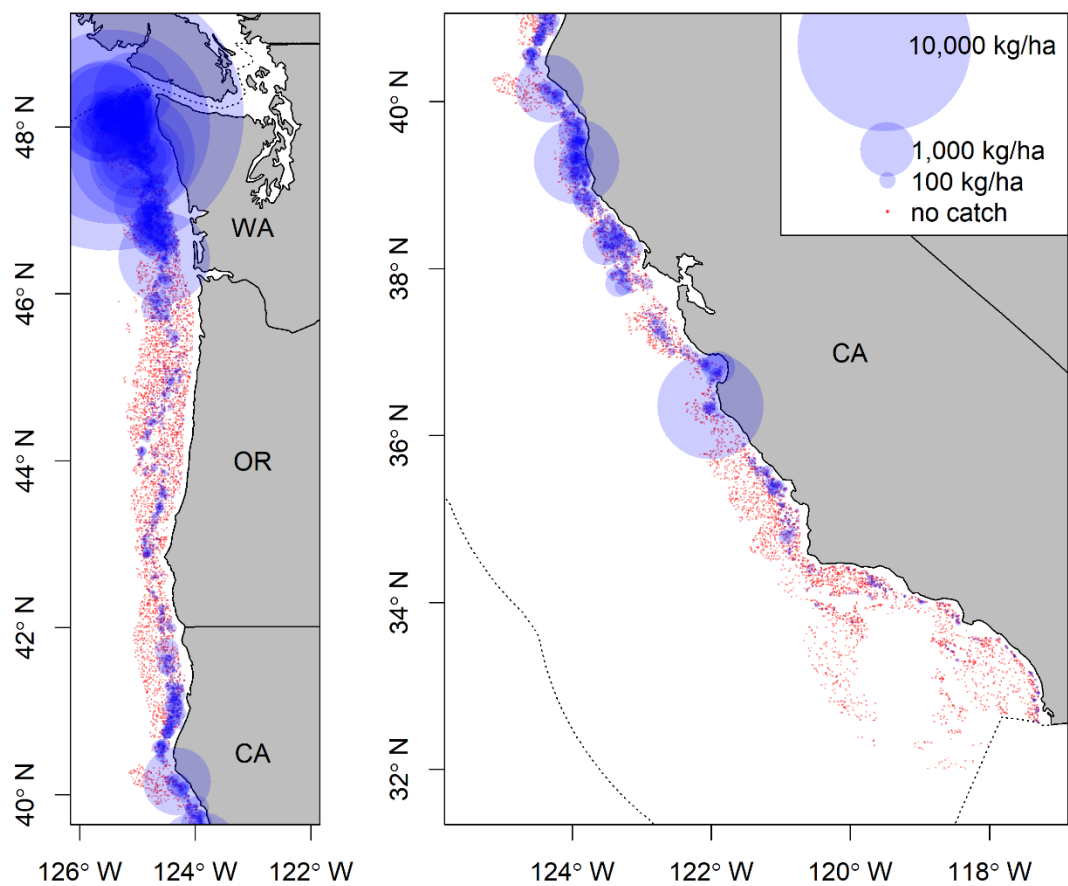 48° N
46° N
44° N
42° N
40° N
WA
OR
CA
126° W 124° W 122° W
10,000 kg/ha
1,000 kg/ha
100 kg/ha
no catch
40° N
38° N
36° N
34° N
32° N
CA
124° W 122° W 120° W 118° W